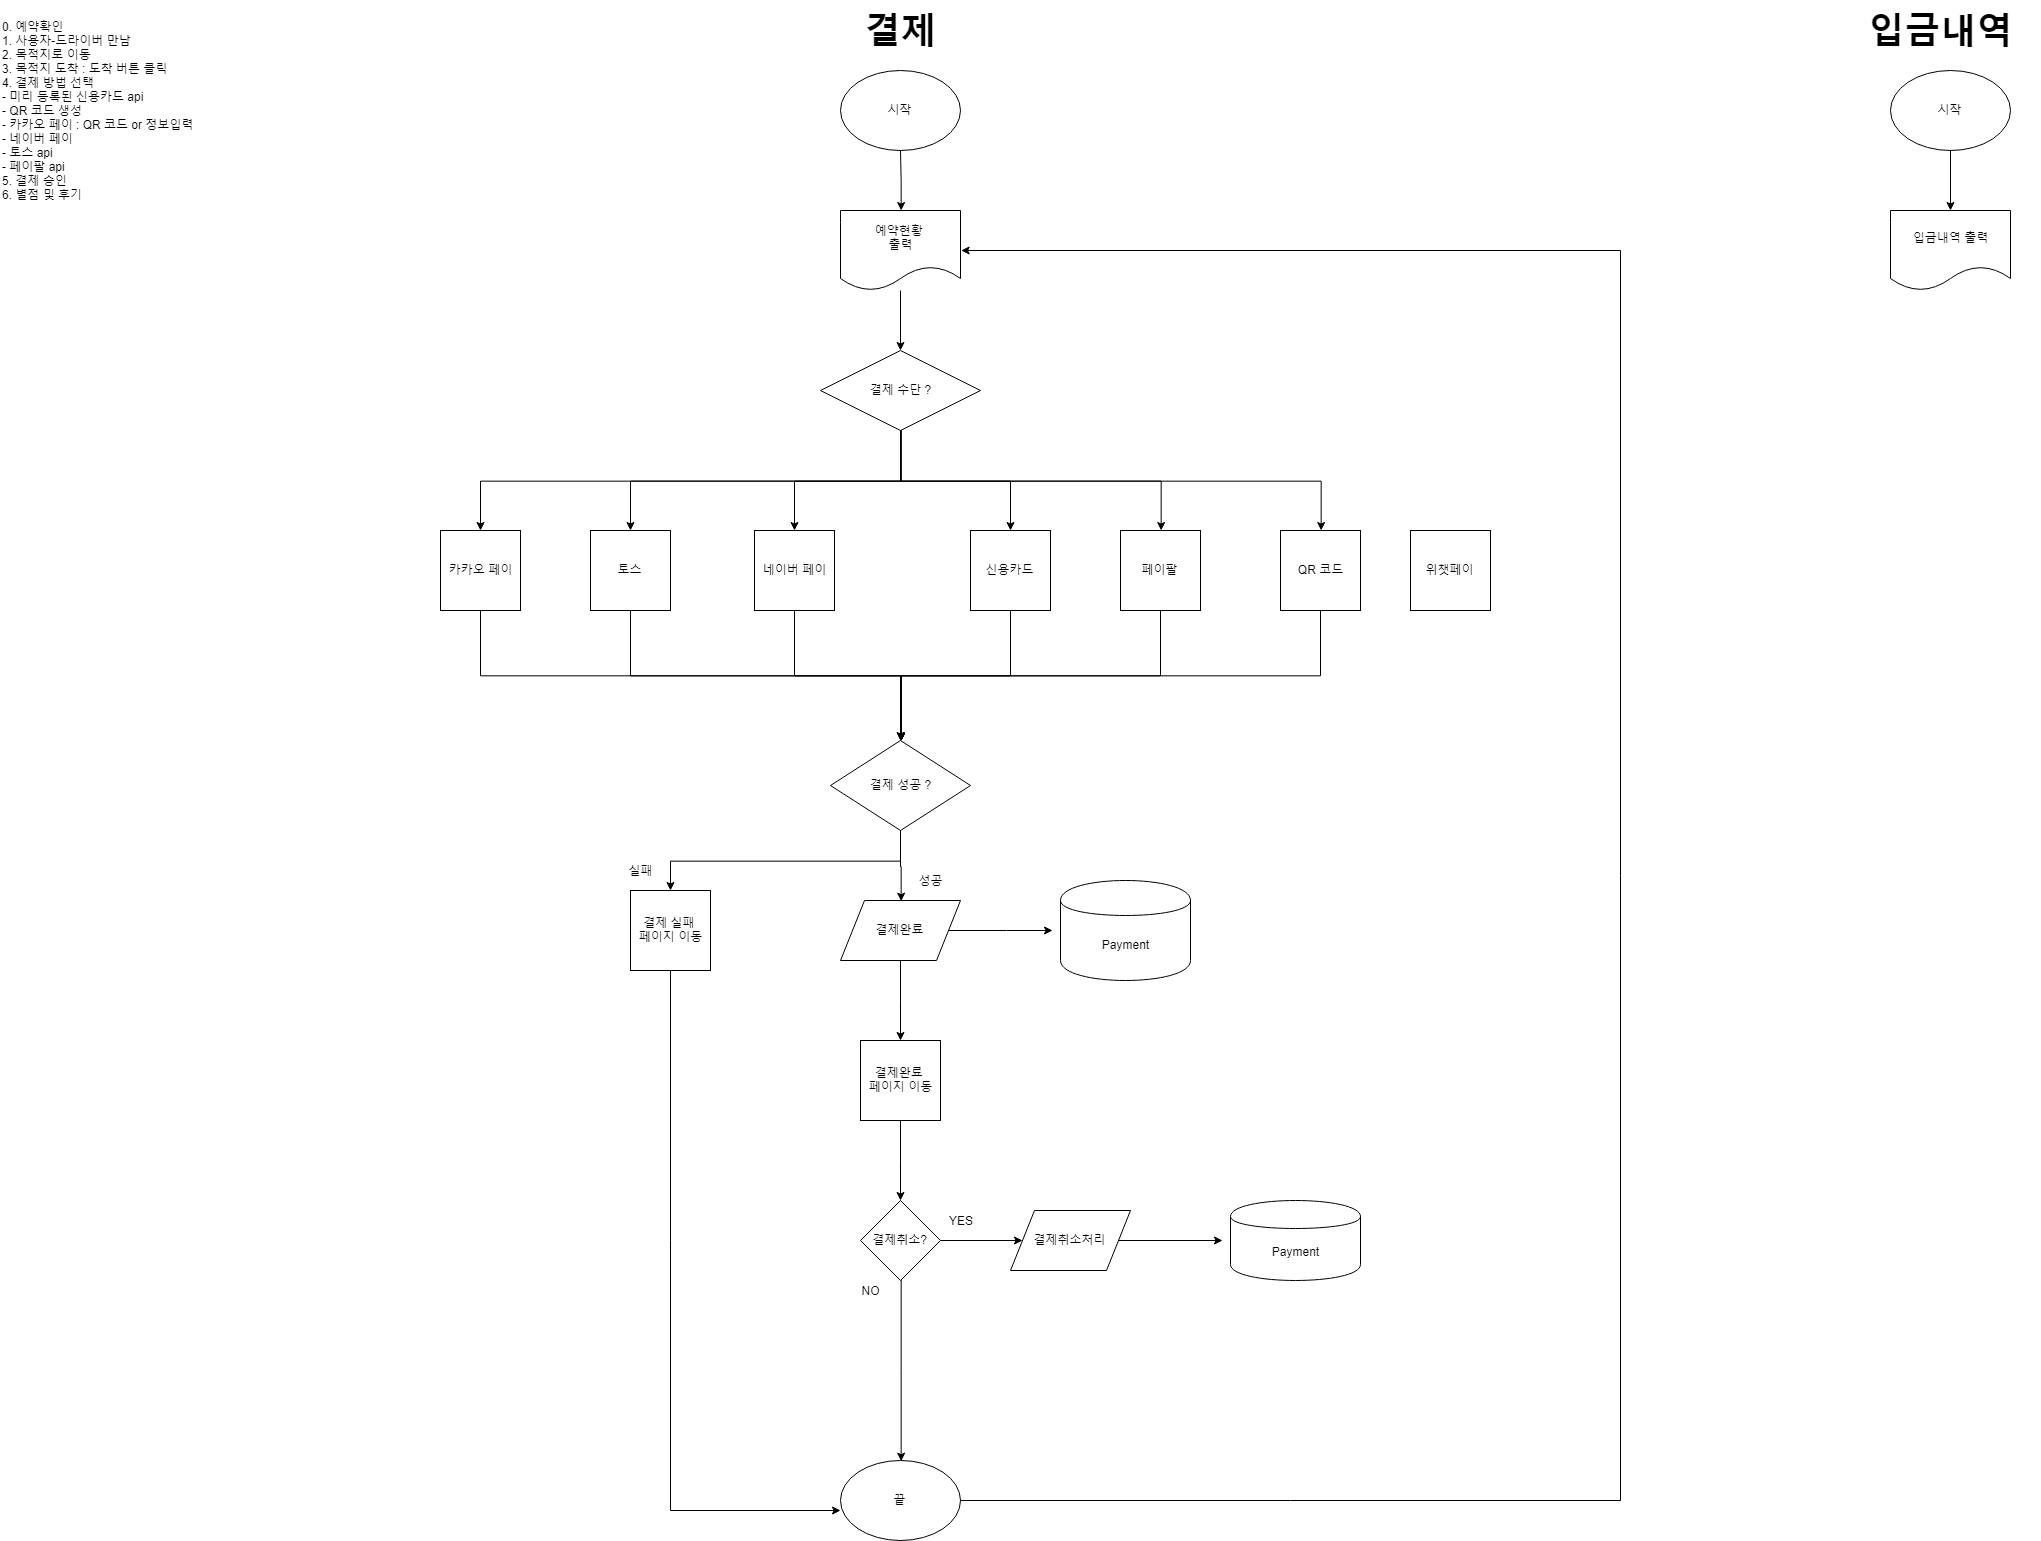 0. 예약확인
1. 사용자-드라이버 만남
2. 목적지로 이동
3. 목적지 도착 : 도착 버튼 클릭
4. 결제 방법 선택
- 미리 등록된 신용카드 api
- QR 코드 생성
- 카카오 페이 : QR 코드 or 정보입력
- 네이버 페이
- 토스 api
- 페이팔 api
5. 결제 승인
6. 별점 및 후기
결제
시작
예약현황
출력
결제 수단 ?
카카오 페이
토스
네이버 페이
신용카드
페이팔
QR 코드
위챗페이
결제 성공 ?
실패
성공
결제 실패
페이지 이동
결제완료
Payment
결제완료
페이지 이동
결제취소?
YES
결제취소처리
Payment
NO
끝
입금내역
시작
입금내역 출력